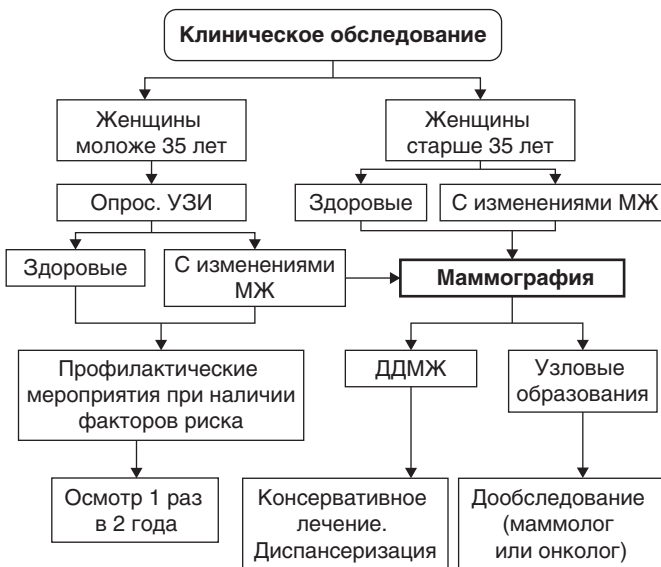 Клиническое обследование
Женщины
моложе 35 лет
Женщины
старше 35 лет
Опрос. УЗИ
Здоровые
С изменениями МЖ
Здоровые
С изменениями
МЖ
Маммография
Профилактические
мероприятия при наличии
факторов риска
ДДМЖ
Узловые
образования
Осмотр 1 раз
в 2 года
Консервативное
лечение.
Диспансеризация
Дообследование
(маммолог
или онколог)